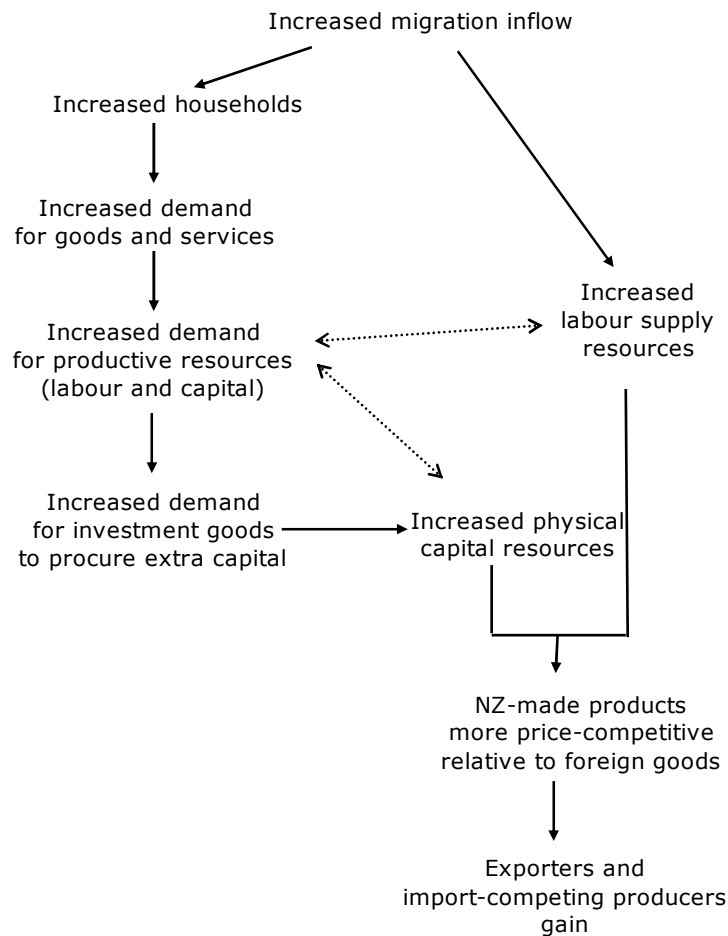 Increased migration inflow
Increased households
Increased demand
for goods and services
Increased
labour supply
resources
Increased demand
for productive resources
(labour and capital)
Increased demand
for investment goods
to procure extra capital
Increased physical
capital resources
NZ-made products
more price-competitive
relative to foreign goods
Exporters and
import-competing producers
gain